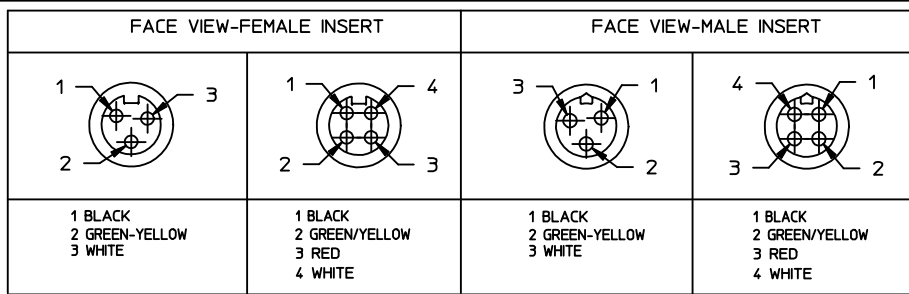 FACE VIEW-FEMALE INSERT
FACE VIEW-MALE INSERT
1 3
2
1 4
2 3
3 1
2
4 1
3 2
1 BLACK
2 GREEN-YELLOW
3 WHITE
1 BLACK
2 GREEN/YELLOW
3 RED
4 WHITE
1 BLACK
2 GREEN-YELLOW
3 WHITE
1 BLACK
2 GREEN/YELLOW
3 RED
4 WHITE